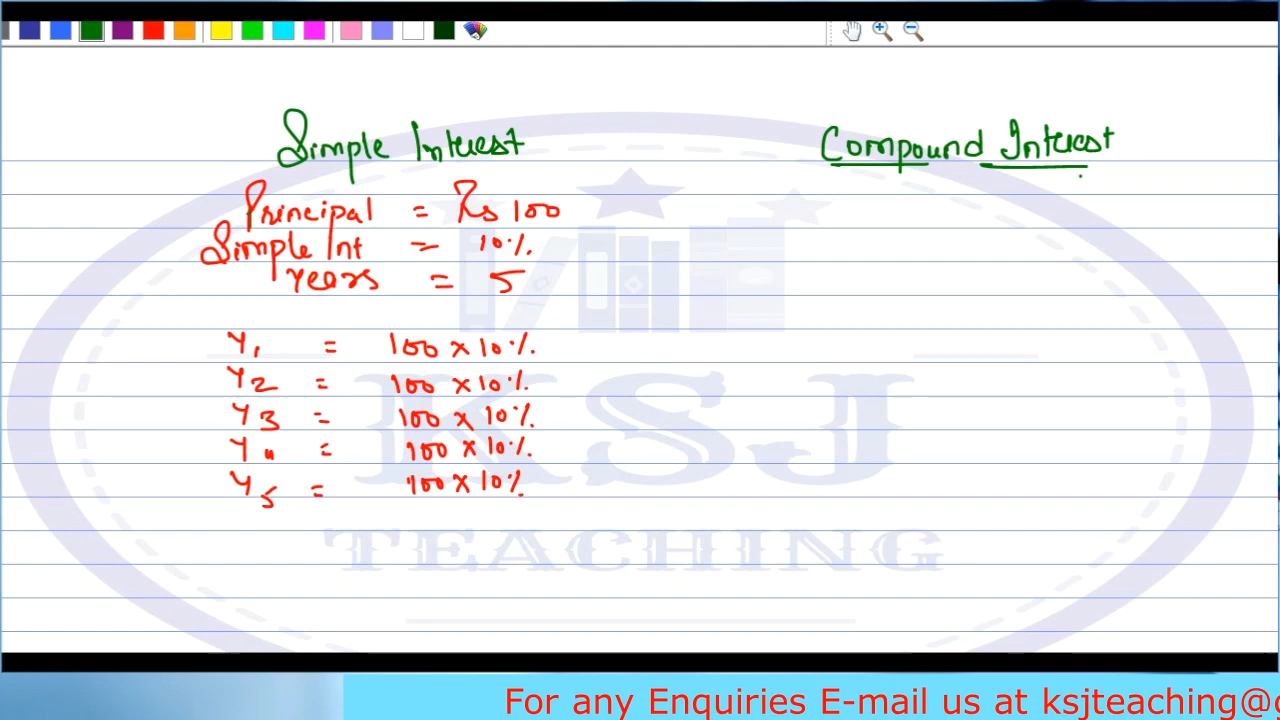 Simple Interest
Compound Interest
Principal = Rs 100
Simple Int = 10%
Years = 5
Y1 = 100 x 10%
Y2 = 100 x 10%
Y3 = 100 x 10%
Y4 = 100 x 10%
Y5 = 100 x 10%
KSJ
TEACHING
For any Enquiries E-mail us at ksjteaching@